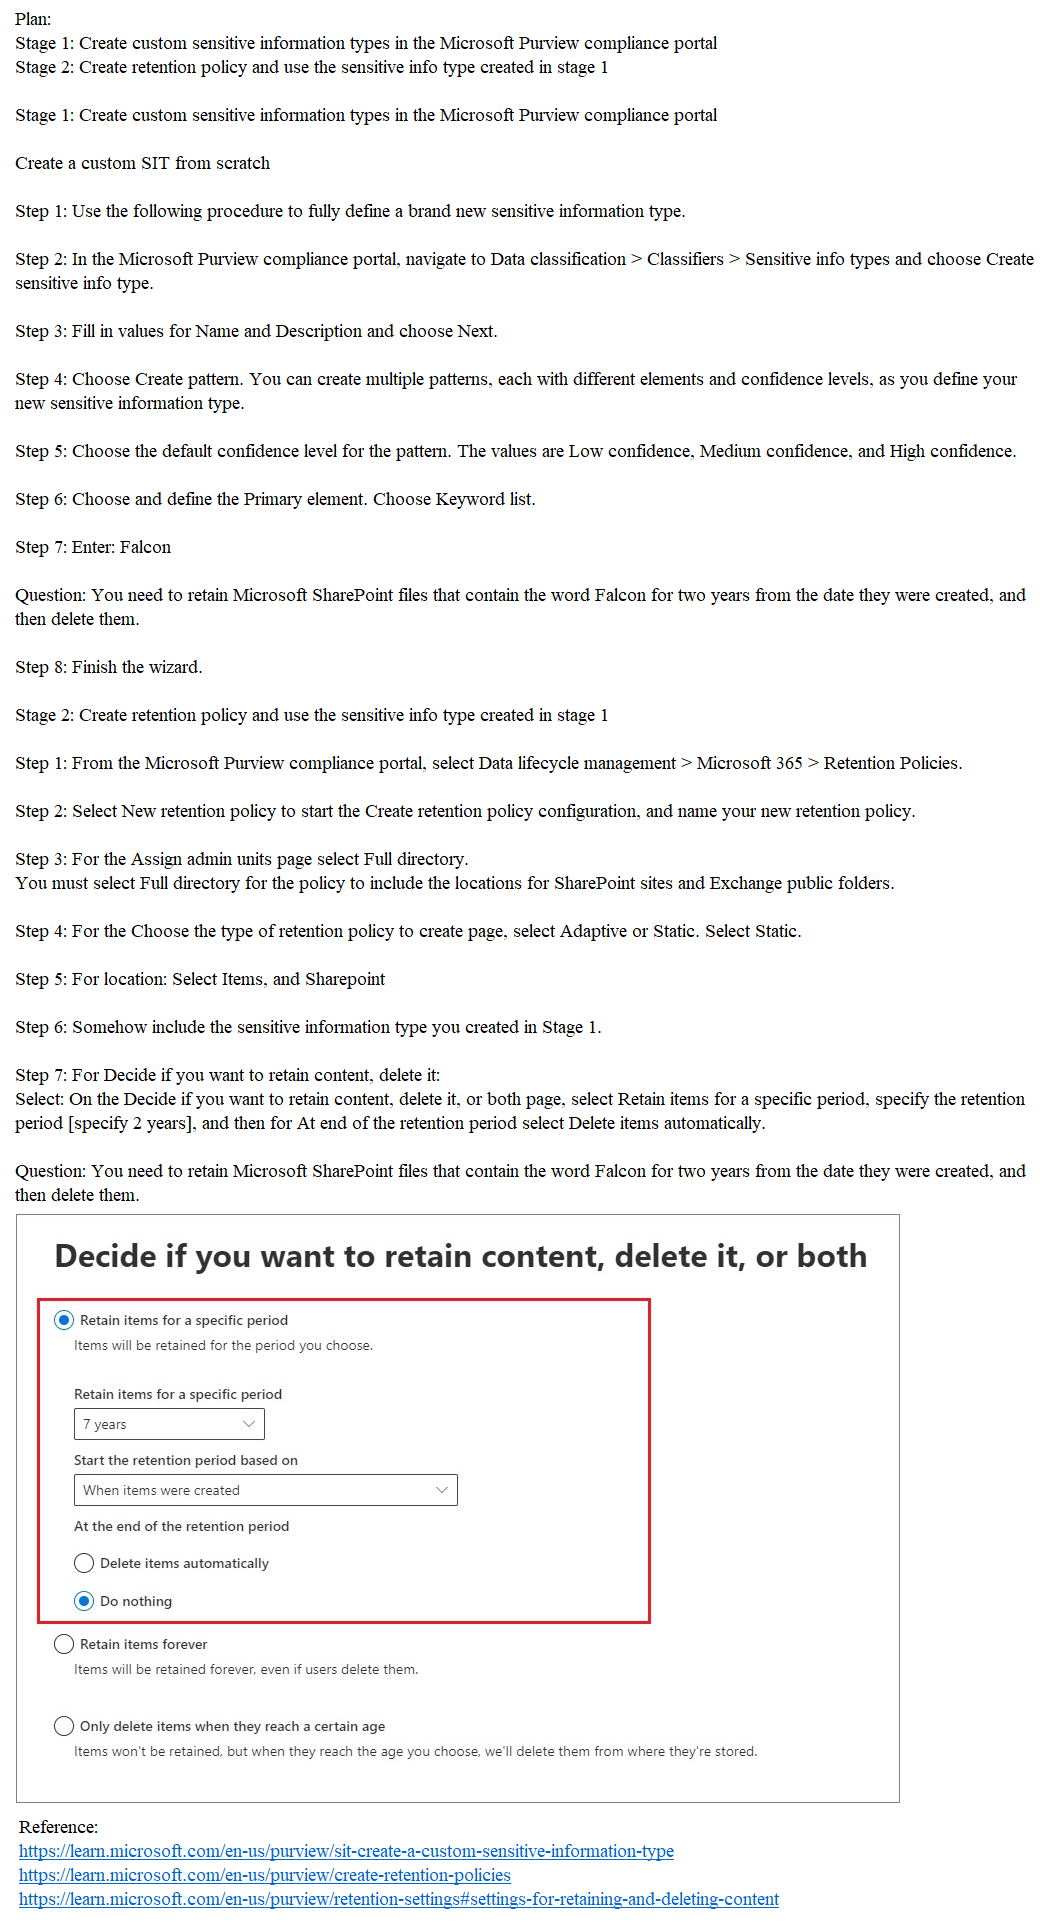 Plan:
Stage 1: Create custom sensitive information types in the Microsoft Purview compliance portal
Stage 2: Create retention policy and use the sensitive info type created in stage 1
Stage 1: Create custom sensitive information types in the Microsoft Purview compliance portal
Create a custom SIT from scratch
Step 1: Use the following procedure to fully define a brand new sensitive information type.
Step 2: In the Microsoft Purview compliance portal, navigate to Data classification > Classifiers > Sensitive info types and choose Create
sensitive info type.
Step 3: Fill in values for Name and Description and choose Next.
Step 4: Choose Create pattern. You can create multiple patterns, each with different elements and confidence levels, as you define your
new sensitive information type.
Step 5: Choose the default confidence level for the pattern. The values are Low confidence, Medium confidence, and High confidence.
Step 6: Choose and define the Primary element. Choose Keyword list.
Step 7: Enter: Falcon
Question: You need to retain Microsoft SharePoint files that contain the word Falcon for two years from the date they were created, and
then delete them.
Step 8: Finish the wizard.
Stage 2: Create retention policy and use the sensitive info type created in stage 1
Step 1: From the Microsoft Purview compliance portal, select Data lifecycle management > Microsoft 365 > Retention Policies.
Step 2: Select New retention policy to start the Create retention policy configuration, and name your new retention policy.
Step 3: For the Assign admin units page select Full directory.
You must select Full directory for the policy to include the locations for SharePoint sites and Exchange public folders.
Step 4: For the Choose the type of retention policy to create page, select Adaptive or Static. Select Static.
Step 5: For location: Select Items, and Sharepoint
Step 6: Somehow include the sensitive information type you created in Stage 1.
Step 7: For Decide if you want to retain content, delete it:
Select: On the Decide if you want to retain content, delete it, or both page, select Retain items for a specific period, specify the retention
period [specify 2 years], and then for At end of the retention period select Delete items automatically.
Question: You need to retain Microsoft SharePoint files that contain the word Falcon for two years from the date they were created, and
then delete them.
Decide if you want to retain content, delete it, or both
Retain items for a specific period
Items will be retained for the period you choose.
Retain items for a specific period
7 years
Start the retention period based on
When items were created
At the end of the retention period
Delete items automatically
Do nothing
Retain items forever
Items will be retained forever, even if users delete them.
Only delete items when they reach a certain age
Items won't be retained, but when they reach the age you choose, we'll delete them from where they're stored.
Reference:
https://learn.microsoft.com/en-us/purview/sit-create-a-custom-sensitive-information-type
https://learn.microsoft.com/en-us/purview/create-retention-policies
https://learn.microsoft.com/en-us/purview/retention-settings#settings-for-retaining-and-deleting-content